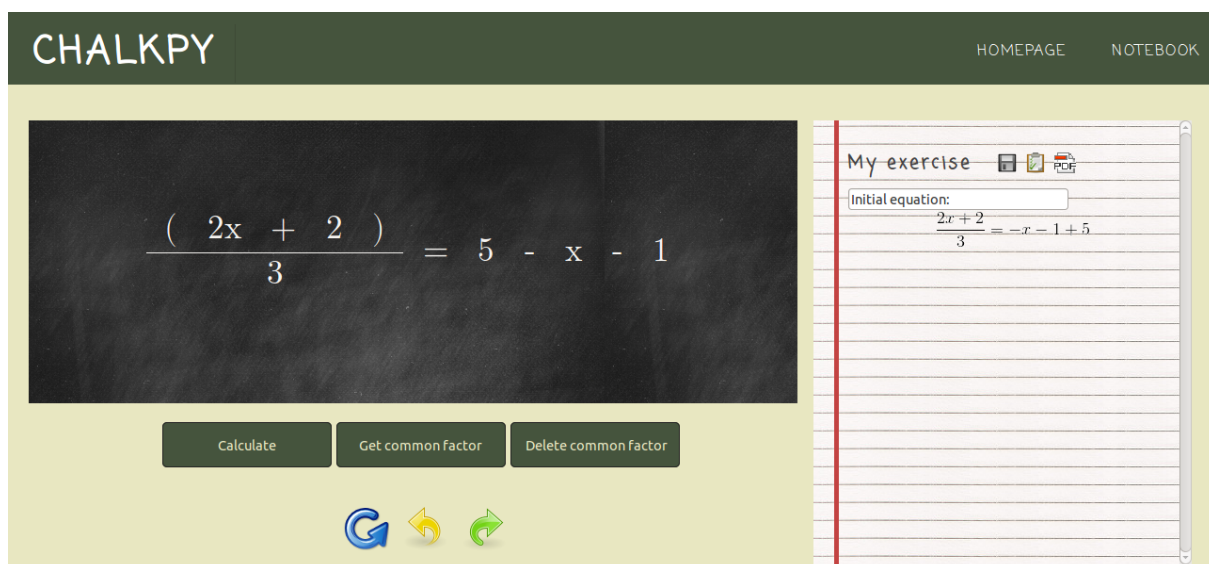 CHALKPY
HOMEPAGE NOTEBOOK
( 2x + 2 )
3
= 5 - x - 1
My exercise PDF
Initial equation:
2x + 2
3
= −x − 1 + 5
Calculate Get common factor Delete common factor